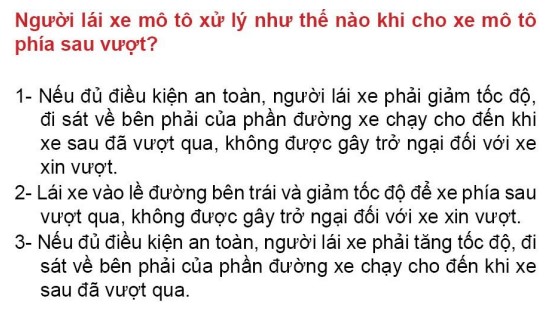 Người lái xe mô tô xử lý như thế nào khi cho xe mô tô
phía sau vượt?
1- Nếu đủ điều kiện an toàn, người lái xe phải giảm tốc độ,
đi sát về bên phải của phần đường xe chạy cho đến khi
xe sau đã vượt qua, không được gây trở ngại đối với xe
xin vượt.
2- Lái xe vào lề đường bên trái và giảm tốc độ để xe phía sau
vượt qua, không được gây trở ngại đối với xe xin vượt.
3- Nếu đủ điều kiện an toàn, người lái xe phải tăng tốc độ, đi
sát về bên phải của phần đường xe chạy cho đến khi xe
sau đã vượt qua.